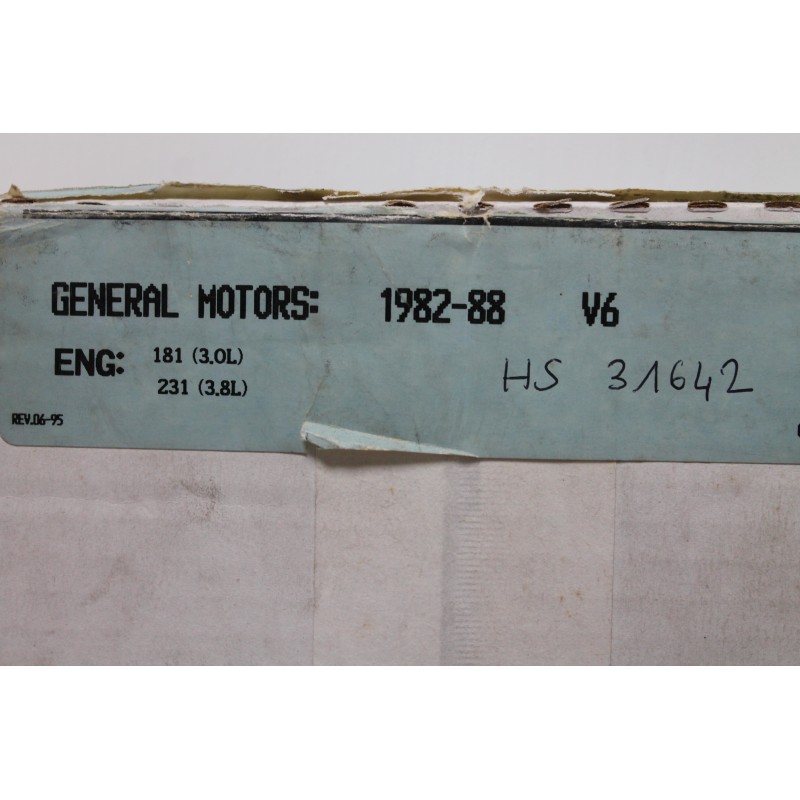 GENERAL MOTORS: 1982-88 V6
ENG: 181 (3.0L)
231 (3.8L)
HS 31642
REV.06-95